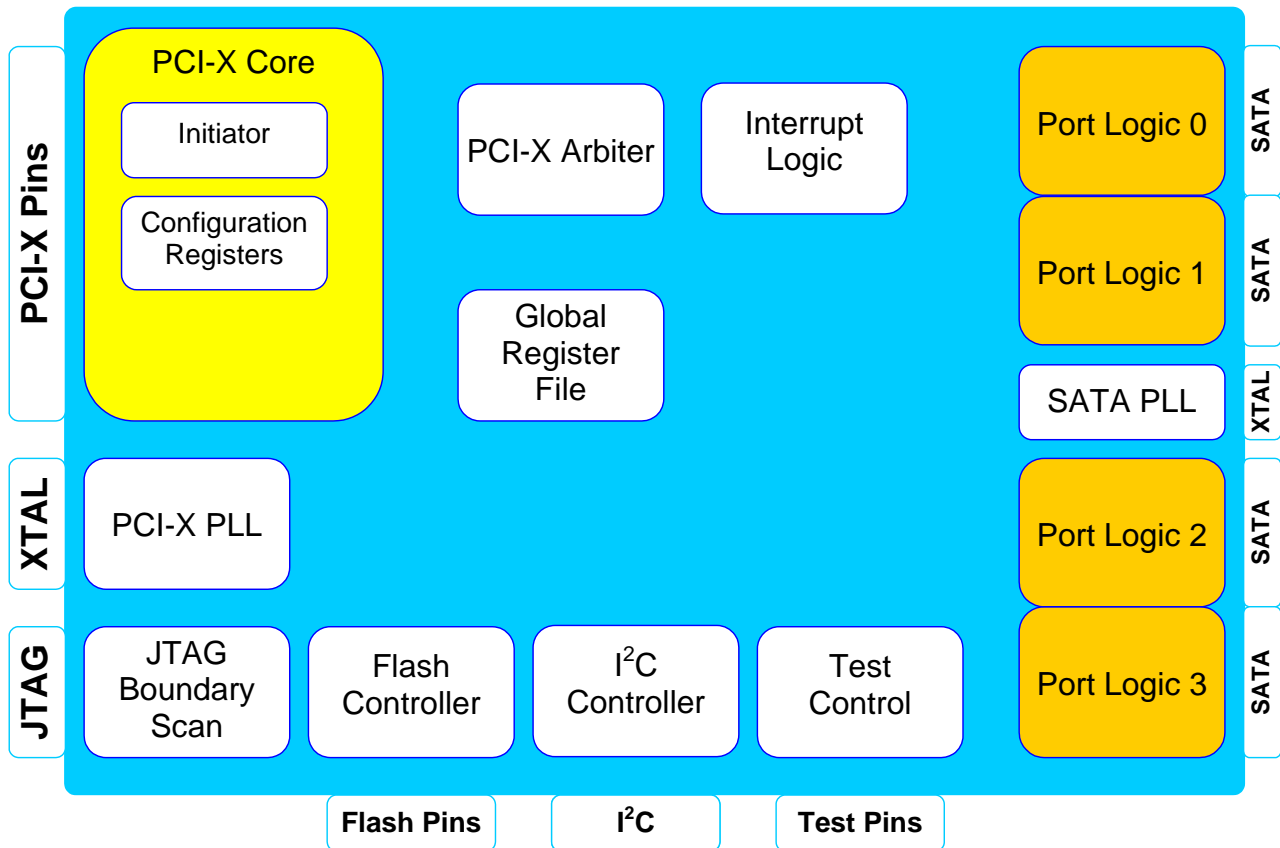 PCI-X Pins
XTAL
JTAG
PCI-X Core
Initiator
Configuration
Registers
PCI-X Arbiter
Interrupt
Logic
Global
Register
File
PCI-X PLL
JTAG
Boundary
Scan
Flash
Controller
I²C
Controller
Test
Control
Port Logic 0
Port Logic 1
SATA PLL
Port Logic 2
Port Logic 3
SATA
SATA
XTAL
SATA
SATA
Flash Pins
I²C
Test Pins